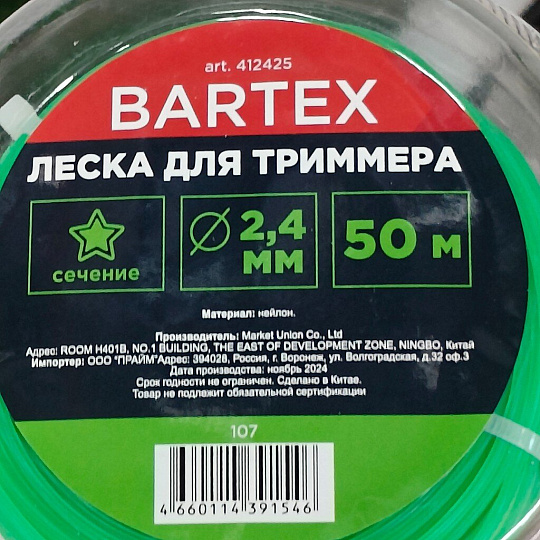 art. 412425
BARTEX
ЛЕСКА ДЛЯ ТРИММЕРА
сечение
2,4 мм
50 м
Материал: нейлон.
Производитель: Market Union Co., Ltd
Адрес: ROOM H401B, NO.1 BUILDING, THE EAST OF DEVELOPMENT ZONE, NINGBO, Китай
Импортер: ООО "ПРАЙМ"Адрес: 394028, Россия, г. Воронеж, ул. Волгоградская, д.32 оф.3
Дата производства: ноябрь 2024
Срок годности не ограничен. Сделано в Китае.
Товар не подлежит обязательной сертификации
107
4660114391546